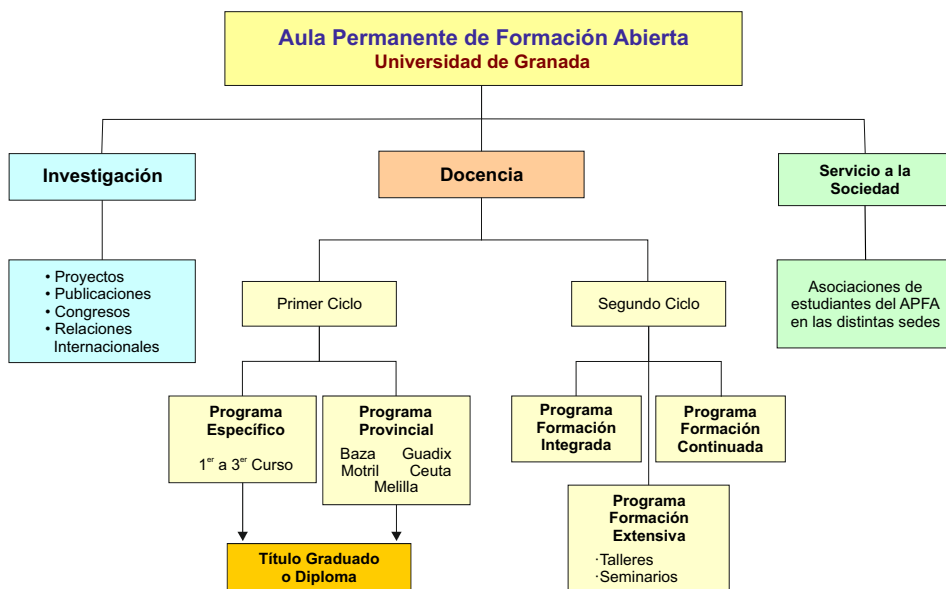 Aula Permanente de Formación Abierta
Universidad de Granada
Investigación
Docencia
Servicio a la
Sociedad
• Proyectos
• Publicaciones
• Congresos
• Relaciones
Internacionales
Primer Ciclo
Segundo Ciclo
Asociaciones de
estudiantes del APFA
en las distintas sedes
Programa
Específico
1er a 3er Curso
Programa
Provincial
Baza Guadix
Motril Ceuta
Melilla
Programa
Formación
Integrada
Programa
Formación
Continuada
Programa
Formación
Extensiva
·Talleres
·Seminarios
Título Graduado
o Diploma